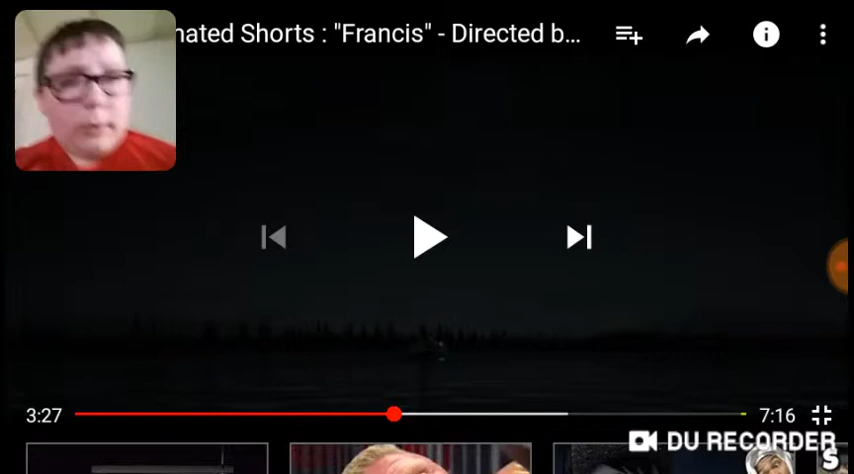 nated Shorts : "Francis" - Directed b...
3:27
7:16
DU RECORDER
S